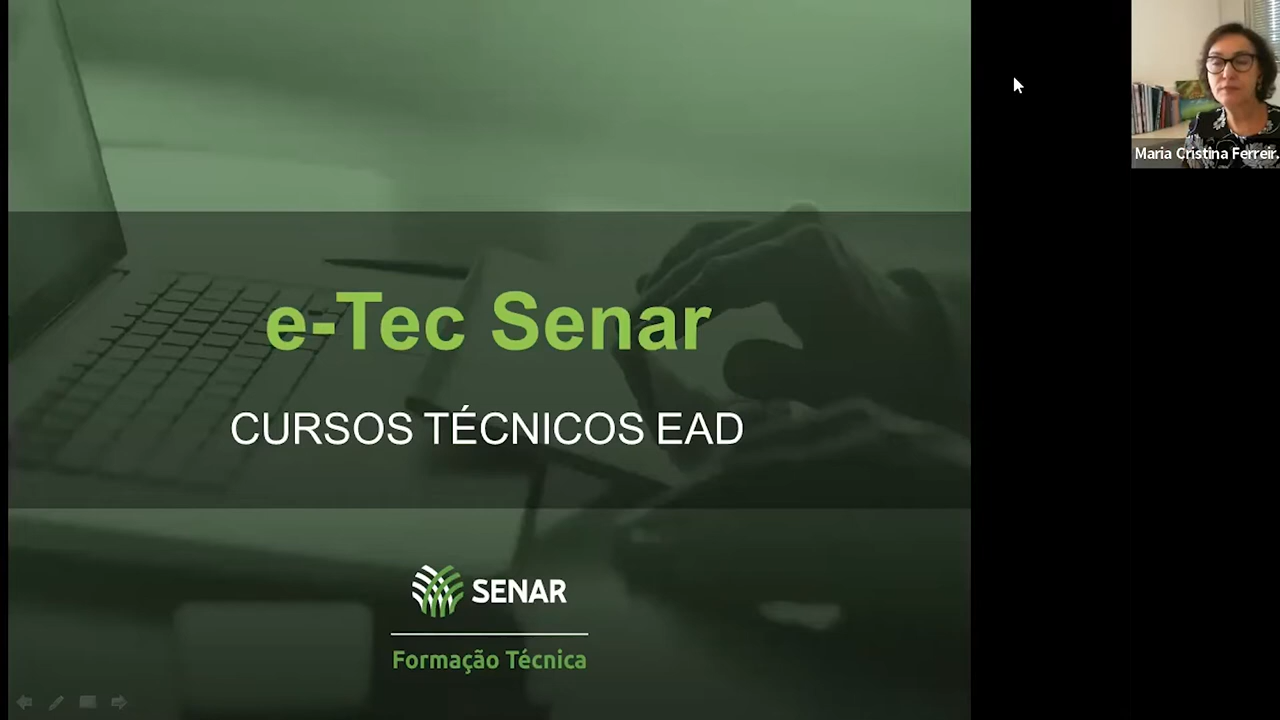 e-Tec Senar
CURSOS TÉCNICOS EAD
SENAR
Formação Técnica
Maria Cristina Ferreir.